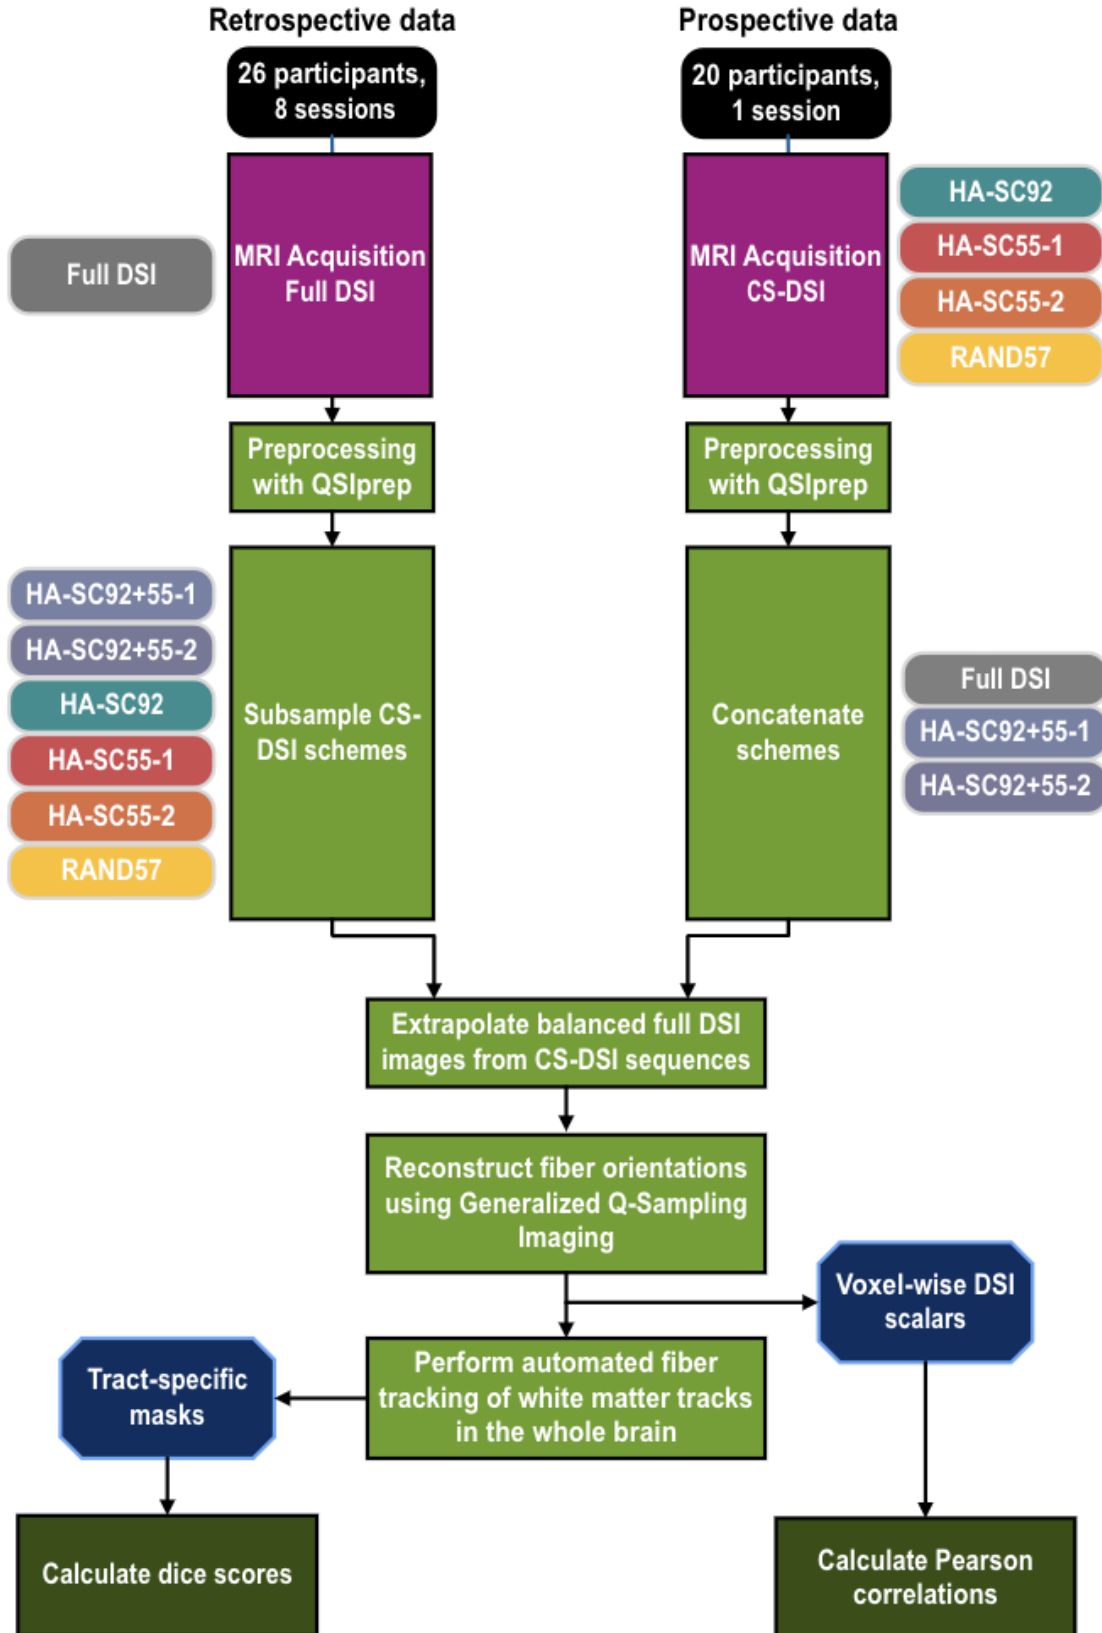 Retrospective data
26 participants,
8 sessions
Full DSI
MRI Acquisition
Full DSI
Preprocessing
with QSIprep
HA-SC92+55-1
HA-SC92+55-2
HA-SC92
HA-SC55-1
HA-SC55-2
RAND57
Subsample CS-
DSI schemes
Prospective data
20 participants,
1 session
MRI Acquisition
CS-DSI
HA-SC92
HA-SC55-1
HA-SC55-2
RAND57
Preprocessing
with QSIprep
Concatenate
schemes
Full DSI
HA-SC92+55-1
HA-SC92+55-2
Extrapolate balanced full DSI
images from CS-DSI sequences
Reconstruct fiber orientations
using Generalized Q-Sampling
Imaging
Voxel-wise DSI
scalars
Perform automated fiber
tracking of white matter tracks
in the whole brain
Tract-specific
masks
Calculate dice scores
Calculate Pearson
correlations